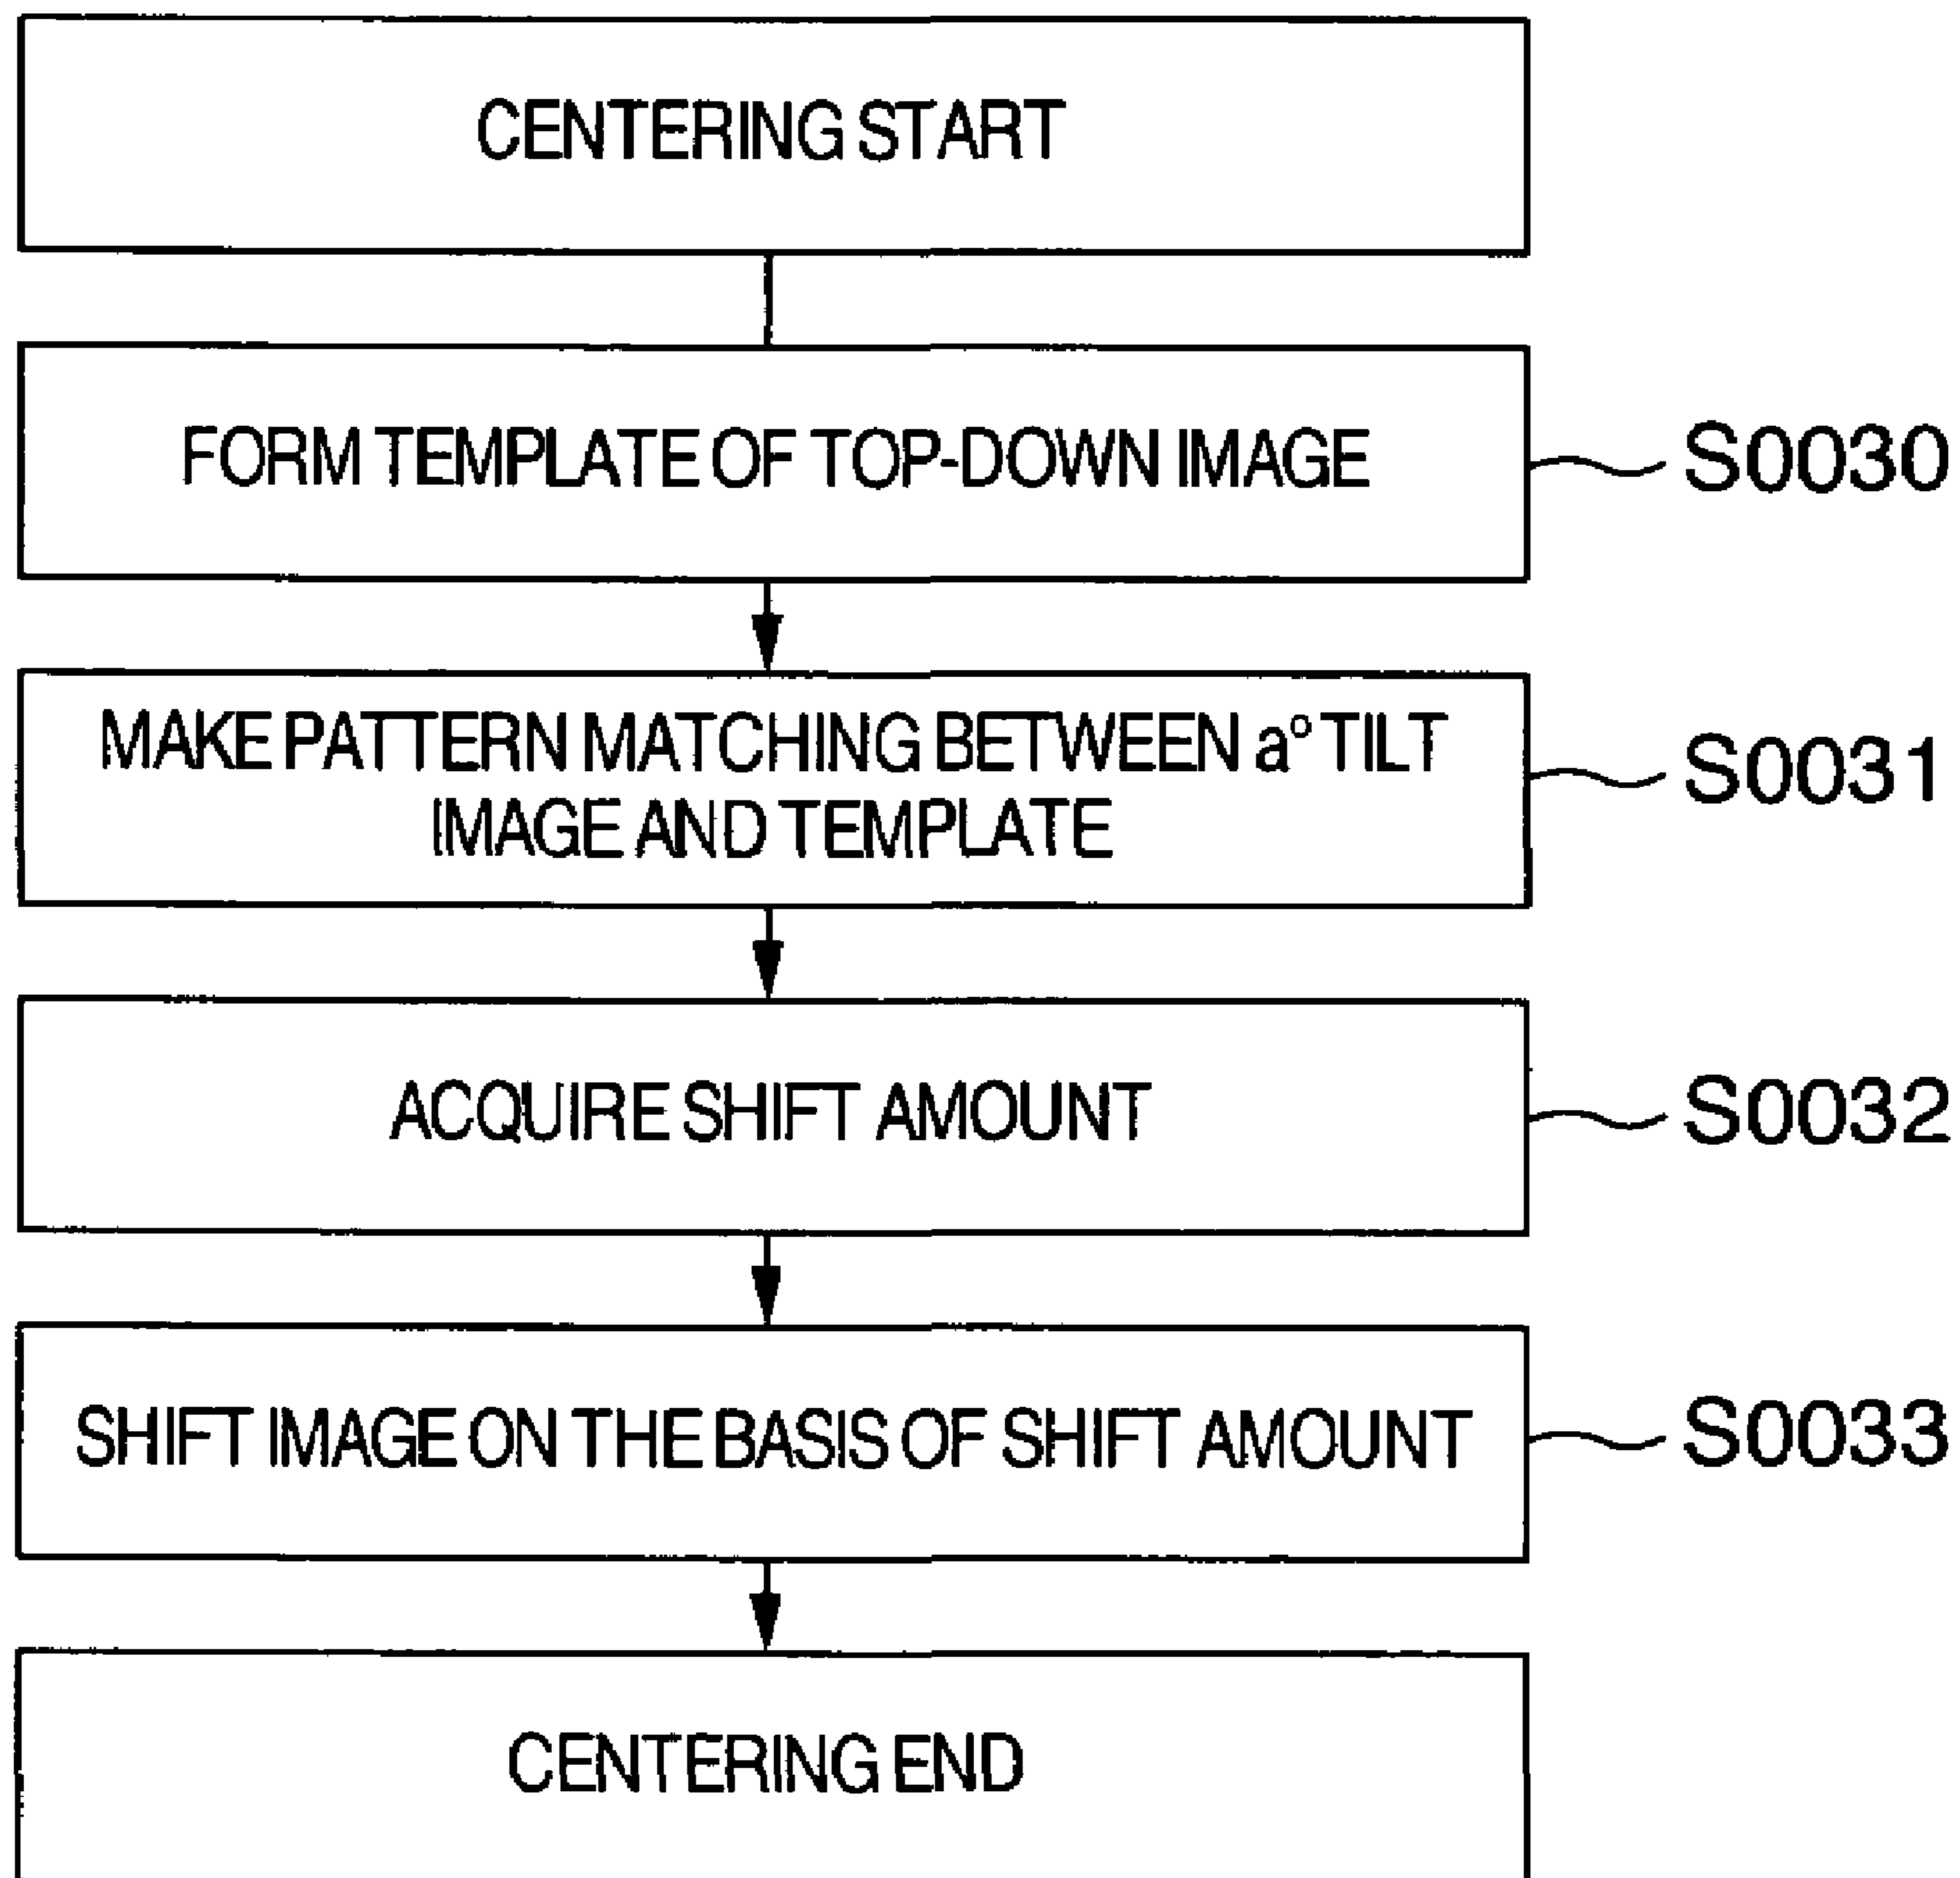 CENTERING START
FORM TEMPLATE OF TOP-DOWN IMAGE
S0030
MAKE PATTERN MATCHING BETWEEN a° TILT
IMAGE AND TEMPLATE
S0031
ACQUIRE SHIFT AMOUNT
S0032
SHIFT IMAGE ON THE BASIS OF SHIFT AMOUNT
S0033
CENTERING END